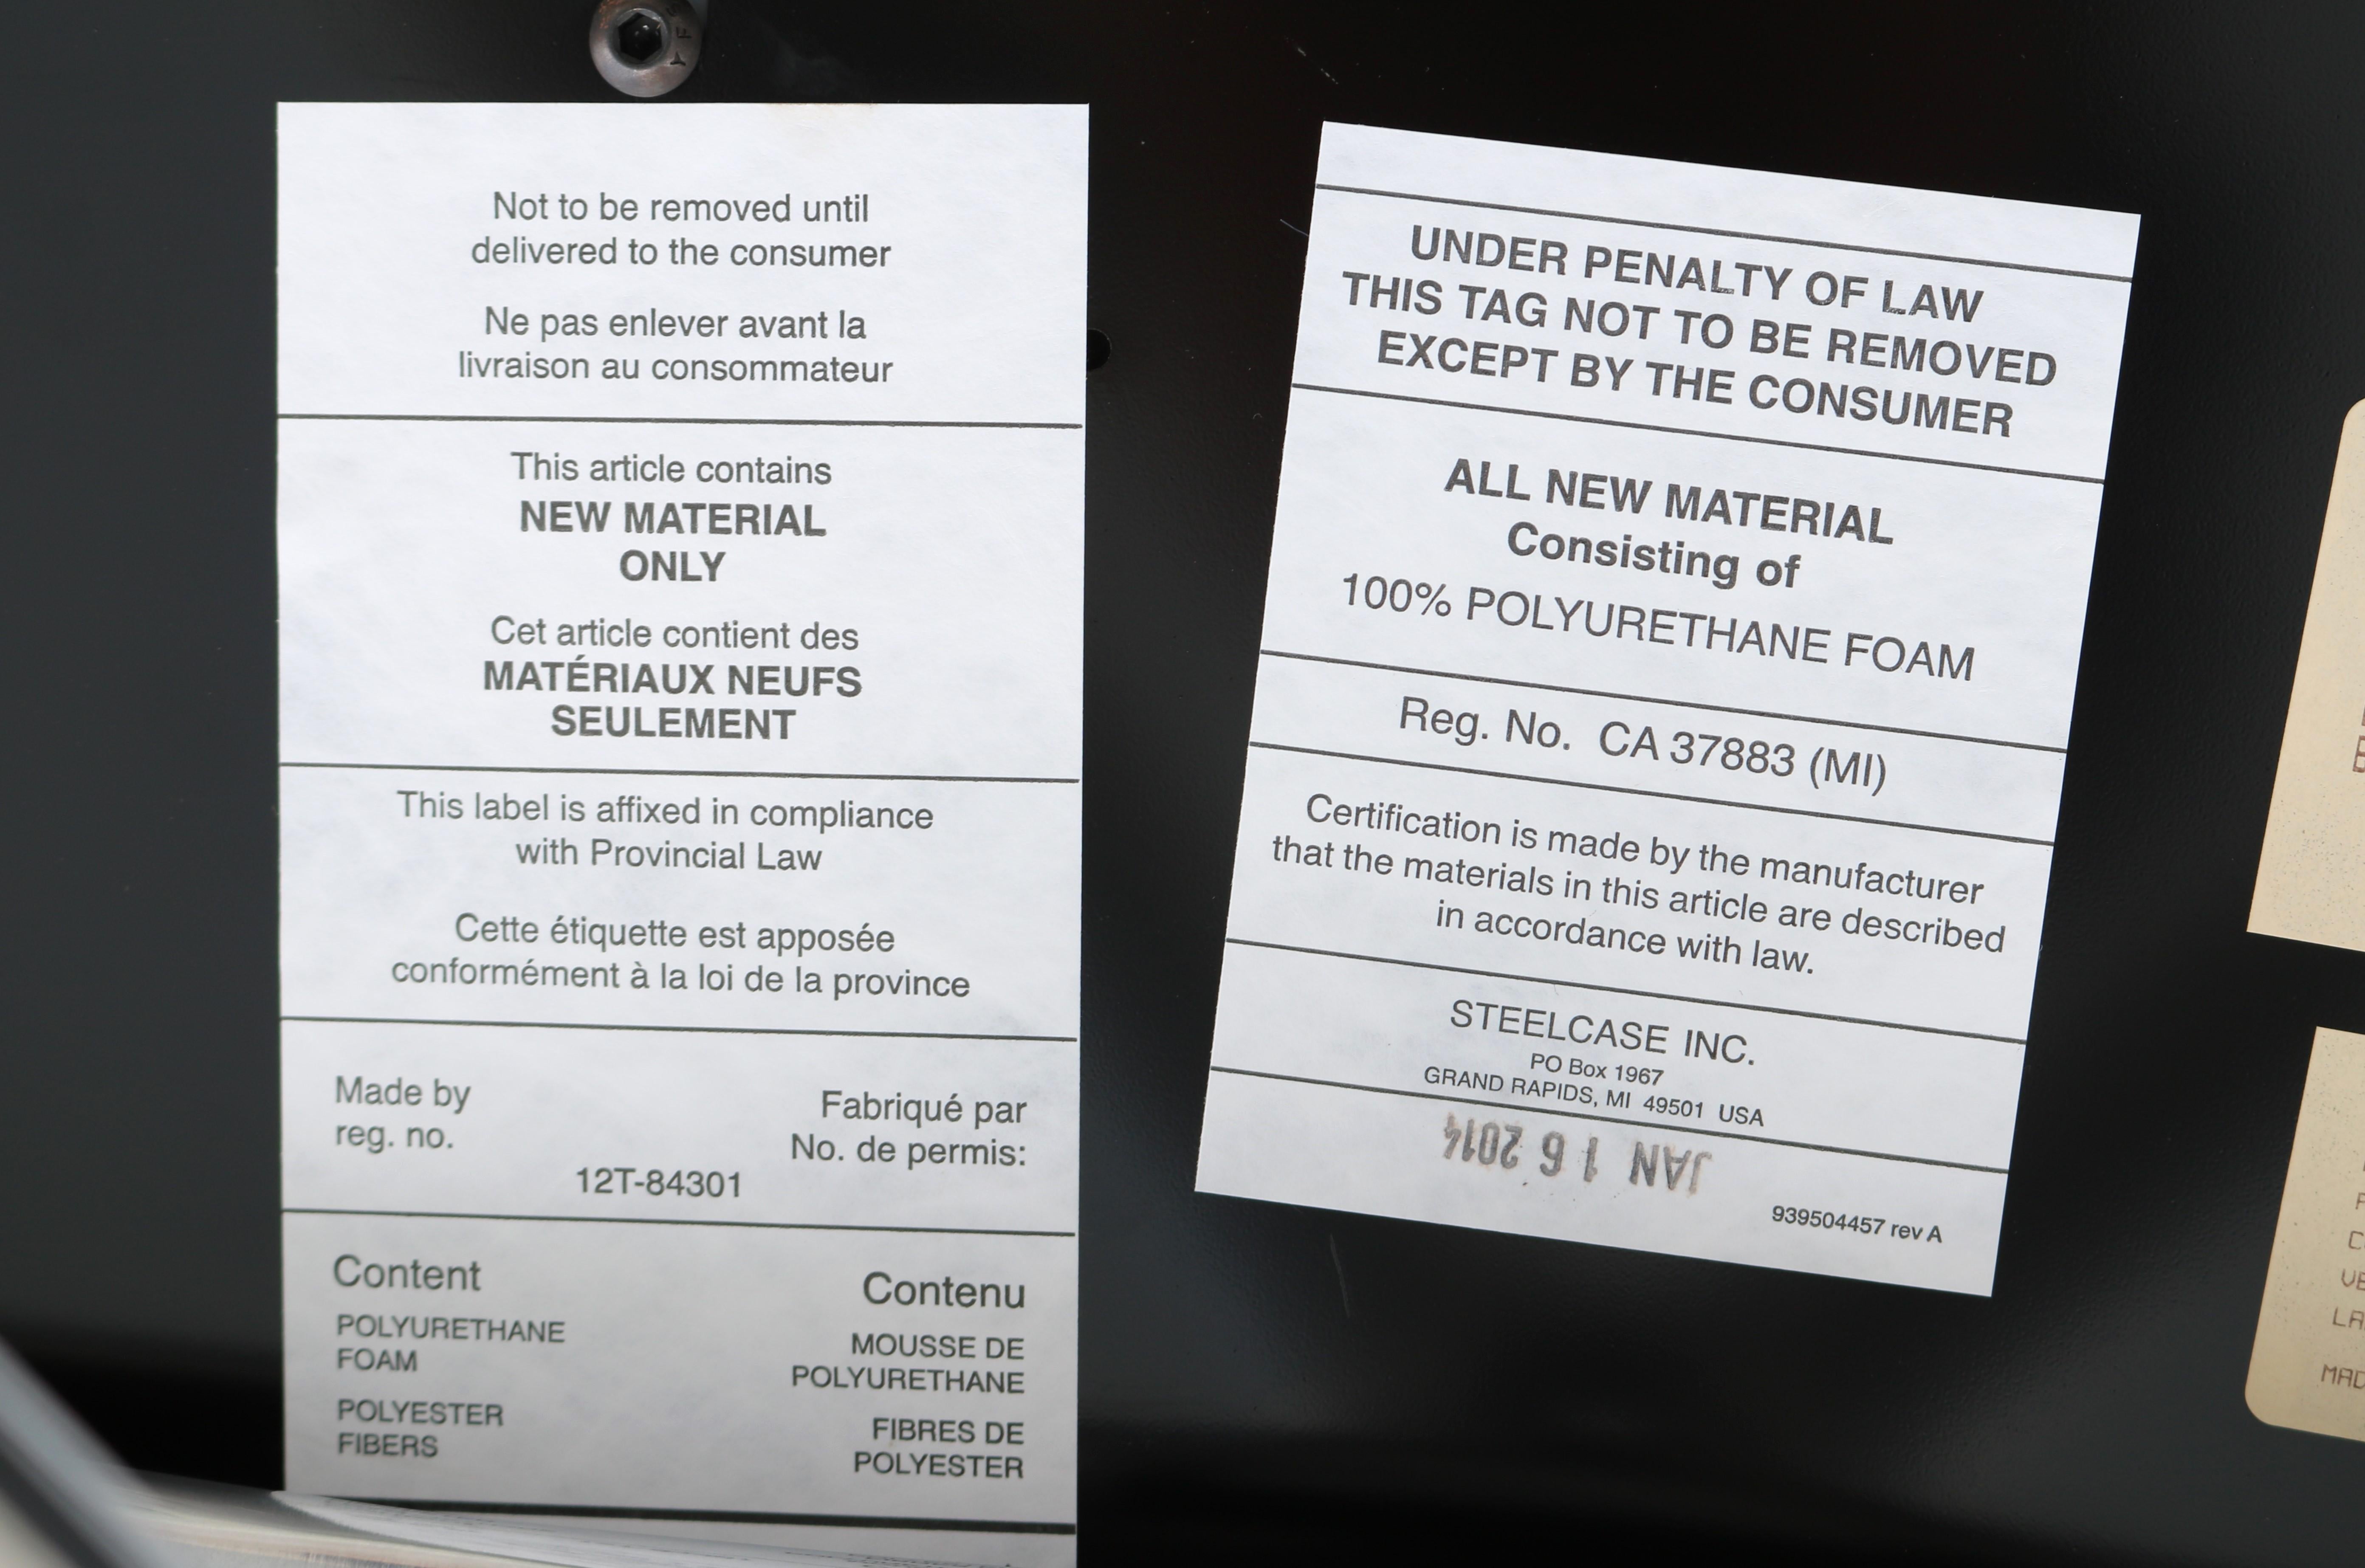 Not to be removed until
delivered to the consumer
Ne pas enlever avant la
livraison au consommateur
This article contains
NEW MATERIAL
ONLY
Cet article contient des
MATÉRIAUX NEUFS
SEULEMENT
This label is affixed in compliance
with Provincial Law
Cette étiquette est apposée
conformément à la loi de la province
Made by
reg. no.
Fabriqué par
No. de permis:
12T-84301
Content
POLYURETHANE
FOAM
POLYESTER
FIBERS
Contenu
MOUSSE DE
POLYURETHANE
FIBRES DE
POLYESTER
UNDER PENALTY OF LAW
THIS TAG NOT TO BE REMOVED
EXCEPT BY THE CONSUMER
ALL NEW MATERIAL
Consisting of
100% POLYURETHANE FOAM
Reg. No. CA 37883 (MI)
Certification is made by the manufacturer
that the materials in this article are described
in accordance with law.
STEELCASE INC.
PO Box 1967
GRAND RAPIDS, MI 49501 USA
JAN 16 2014
939504457 rev A